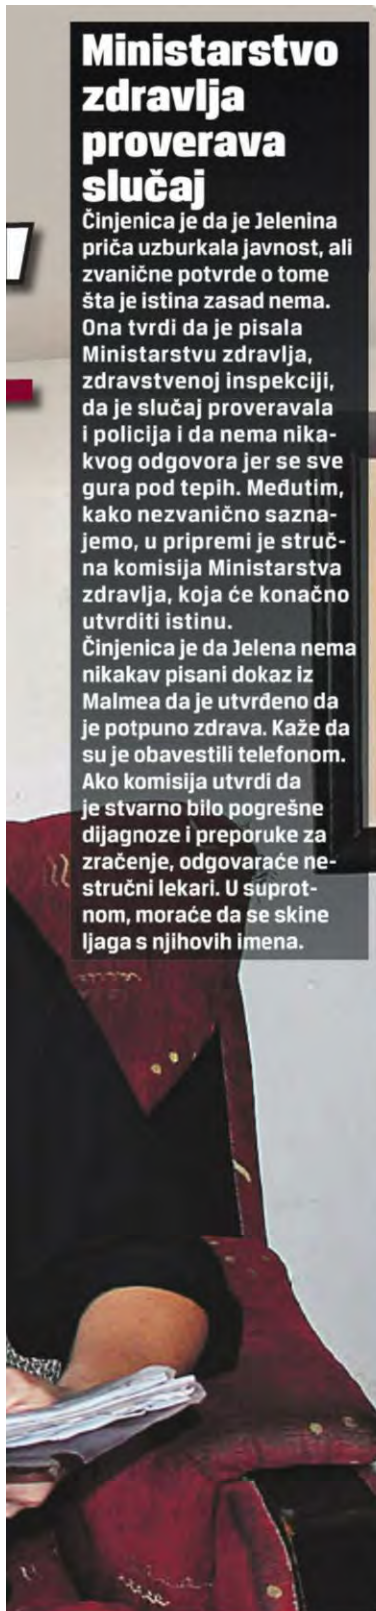 Ministarstvo
zdravlja
proverava
slučaj
Činjenica je da je Jelenina
priča uzburkala javnost, ali
zvanične potvrde o tome
šta je istina zasad nema.
Ona tvrdi da je pisala
Ministarstvu zdravlja,
zdravstvenoj inspekciji,
da je slučaj proveravala
i policija i da nema nika-
kvog odgovora jer se sve
gura pod tepih. Međutim,
kako nezvanično sazna-
jemo, u pripremi je struč-
na komisija Ministarstva
zdravlja, koja će konačno
utvrditi istinu.
Činjenica je da Jelena nema
nikakav pisani dokaz iz
Malmea da je utvrđeno da
je potpuno zdrava. Kaže da
su je obavestili telefonom.
Ako komisija utvrdi da
je stvarno bilo pogrešne
dijagnoze i preporuke za
zračenje, odgovaraće ne-
stručni lekari. U suprot-
nom, moraće da se skine
ljaga s njihovih imena.